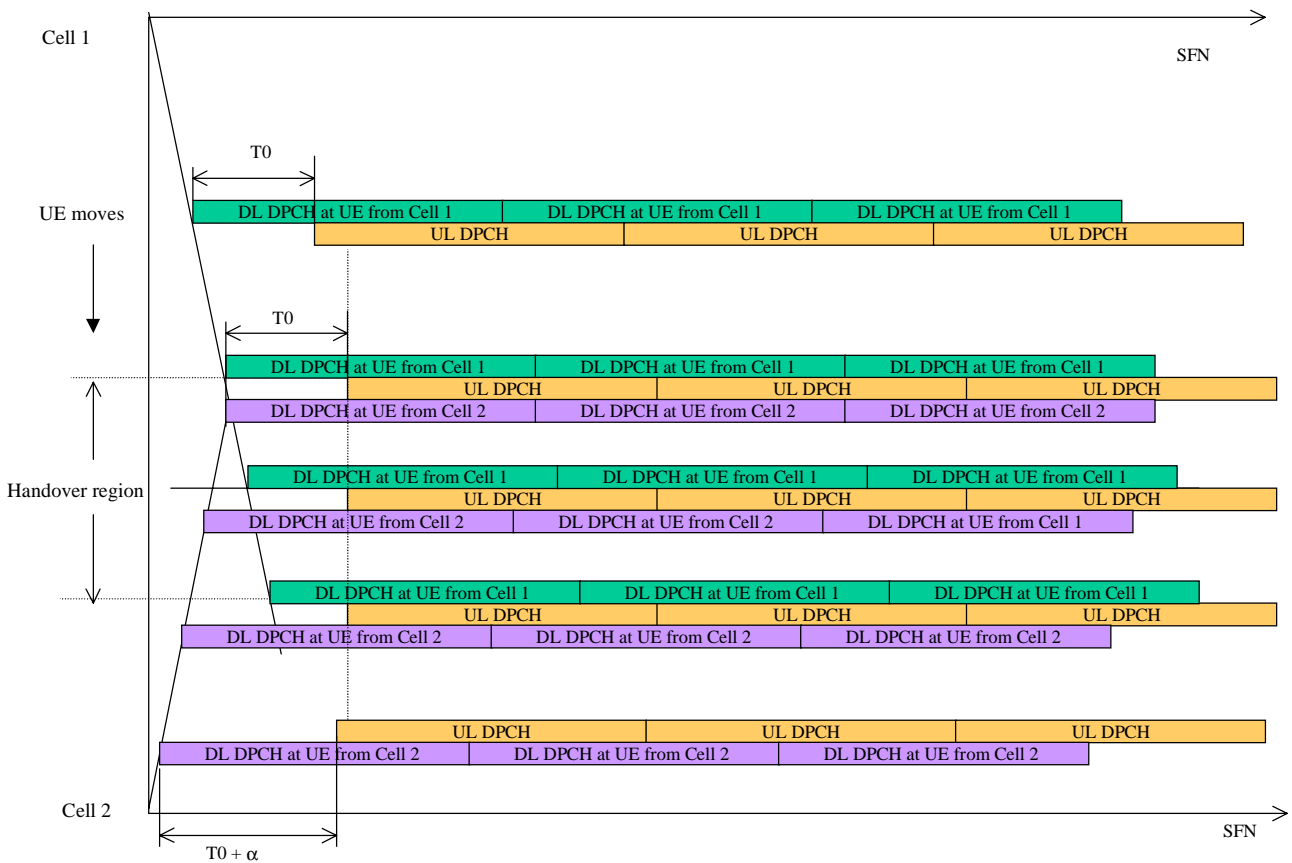 Cell 1
SFN
T0
UE moves
DL DPCH at UE from Cell 1 DL DPCH at UE from Cell 1 DL DPCH at UE from Cell 1
UL DPCH UL DPCH UL DPCH
T0
DL DPCH at UE from Cell 1 DL DPCH at UE from Cell 1 DL DPCH at UE from Cell 1
UL DPCH UL DPCH UL DPCH
DL DPCH at UE from Cell 2 DL DPCH at UE from Cell 2 DL DPCH at UE from Cell 2
Handover region
DL DPCH at UE from Cell 1 DL DPCH at UE from Cell 1 DL DPCH at UE from Cell 1
UL DPCH UL DPCH UL DPCH
DL DPCH at UE from Cell 2 DL DPCH at UE from Cell 2 DL DPCH at UE from Cell 1
DL DPCH at UE from Cell 1 DL DPCH at UE from Cell 1 DL DPCH at UE from Cell 1
UL DPCH UL DPCH UL DPCH
DL DPCH at UE from Cell 2 DL DPCH at UE from Cell 2 DL DPCH at UE from Cell 2
UL DPCH UL DPCH UL DPCH
DL DPCH at UE from Cell 2 DL DPCH at UE from Cell 2 DL DPCH at UE from Cell 2
Cell 2
SFN
T0 + α